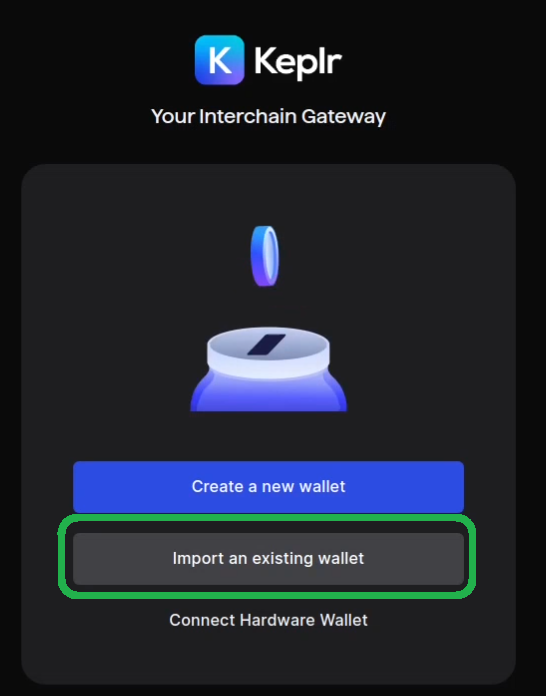 K Keplr
Your Interchain Gateway
Create a new wallet
Import an existing wallet
Connect Hardware Wallet